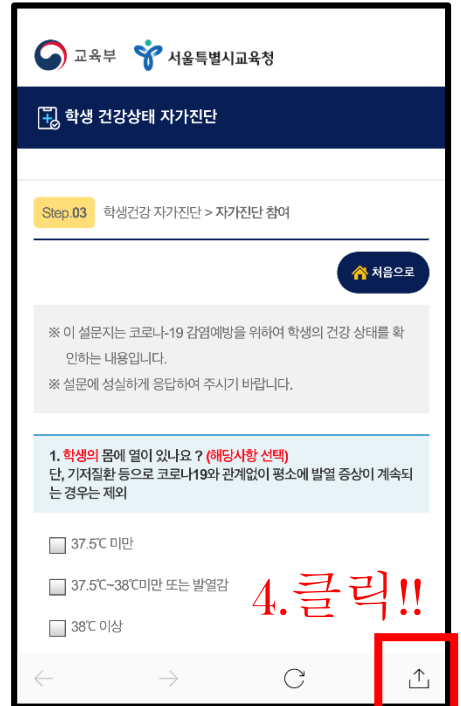 교육부 서울특별시교육청
학생 건강상태 자가진단
Step.03 학생건강 자가진단 > 자가진단 참여
처음으로
※ 이 설문지는 코로나-19 감염예방을 위하여 학생의 건강 상태를 확
인하는 내용입니다.
※ 설문에 성실하게 응답하여 주시기 바랍니다.
1. 학생의 몸에 열이 있나요 ? (해당사항 선택)
단, 기저질환 등으로 코로나19와 관계없이 평소에 발열 증상이 계속되
는 경우는 제외
37.5℃ 미만
37.5℃~38℃미만 또는 발열감
38℃ 이상
4.클릭!!